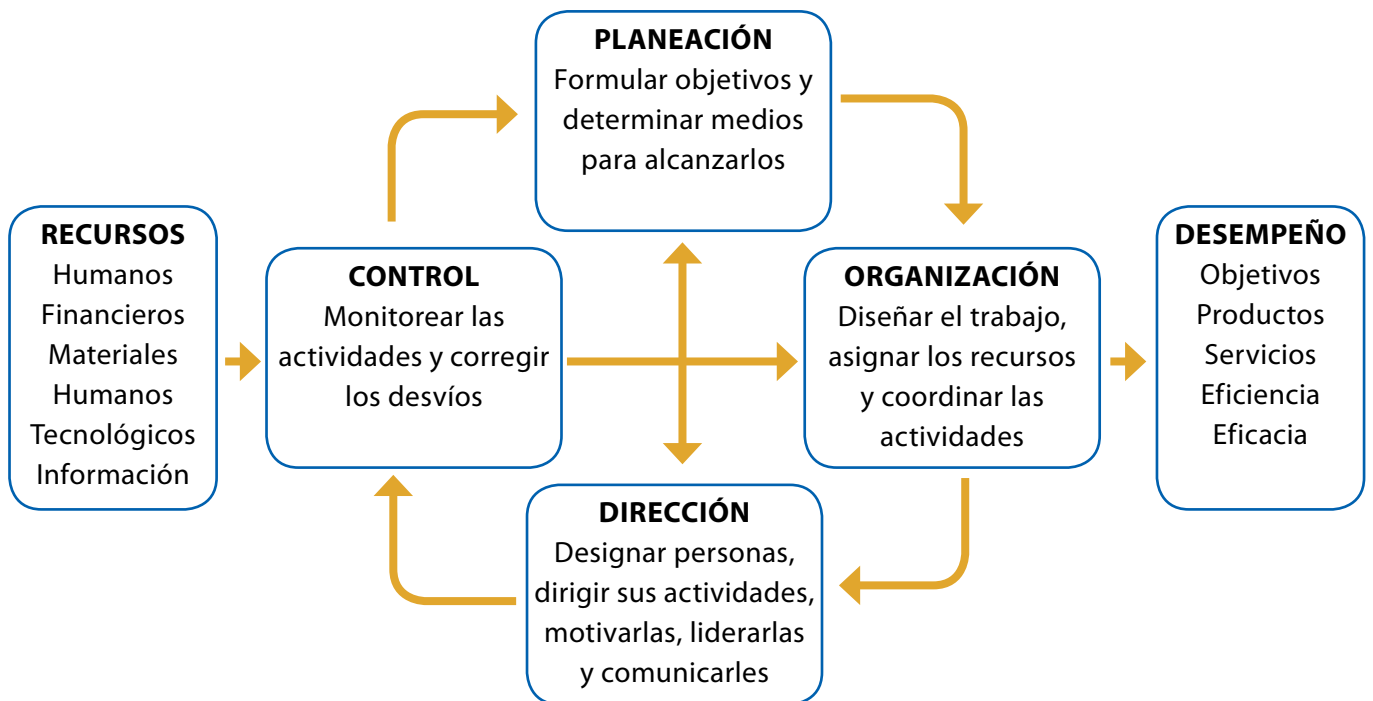 PLANEACIÓN
Formular objetivos y
determinar medios
para alcanzarlos
RECURSOS
Humanos
Financieros
Materiales
Humanos
Tecnológicos
Información
CONTROL
Monitorear las
actividades y corregir
los desvíos
ORGANIZACIÓN
Diseñar el trabajo,
asignar los recursos
y coordinar las
actividades
DESEMPEÑO
Objetivos
Productos
Servicios
Eficiencia
Eficacia
DIRECCIÓN
Designar personas,
dirigir sus actividades,
motivarlas, liderarlas
y comunicarles